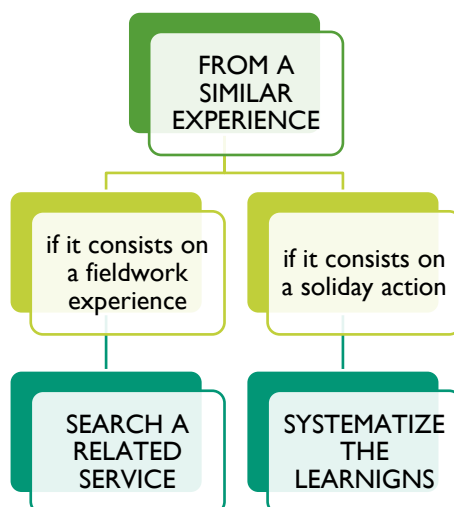 FROM A
SIMILAR
EXPERIENCE
if it consists on
a fieldwork
experience
if it consists on
a soliday action
SEARCH A
RELATED
SERVICE
SYSTEMATIZE
THE
LEARNIGNS